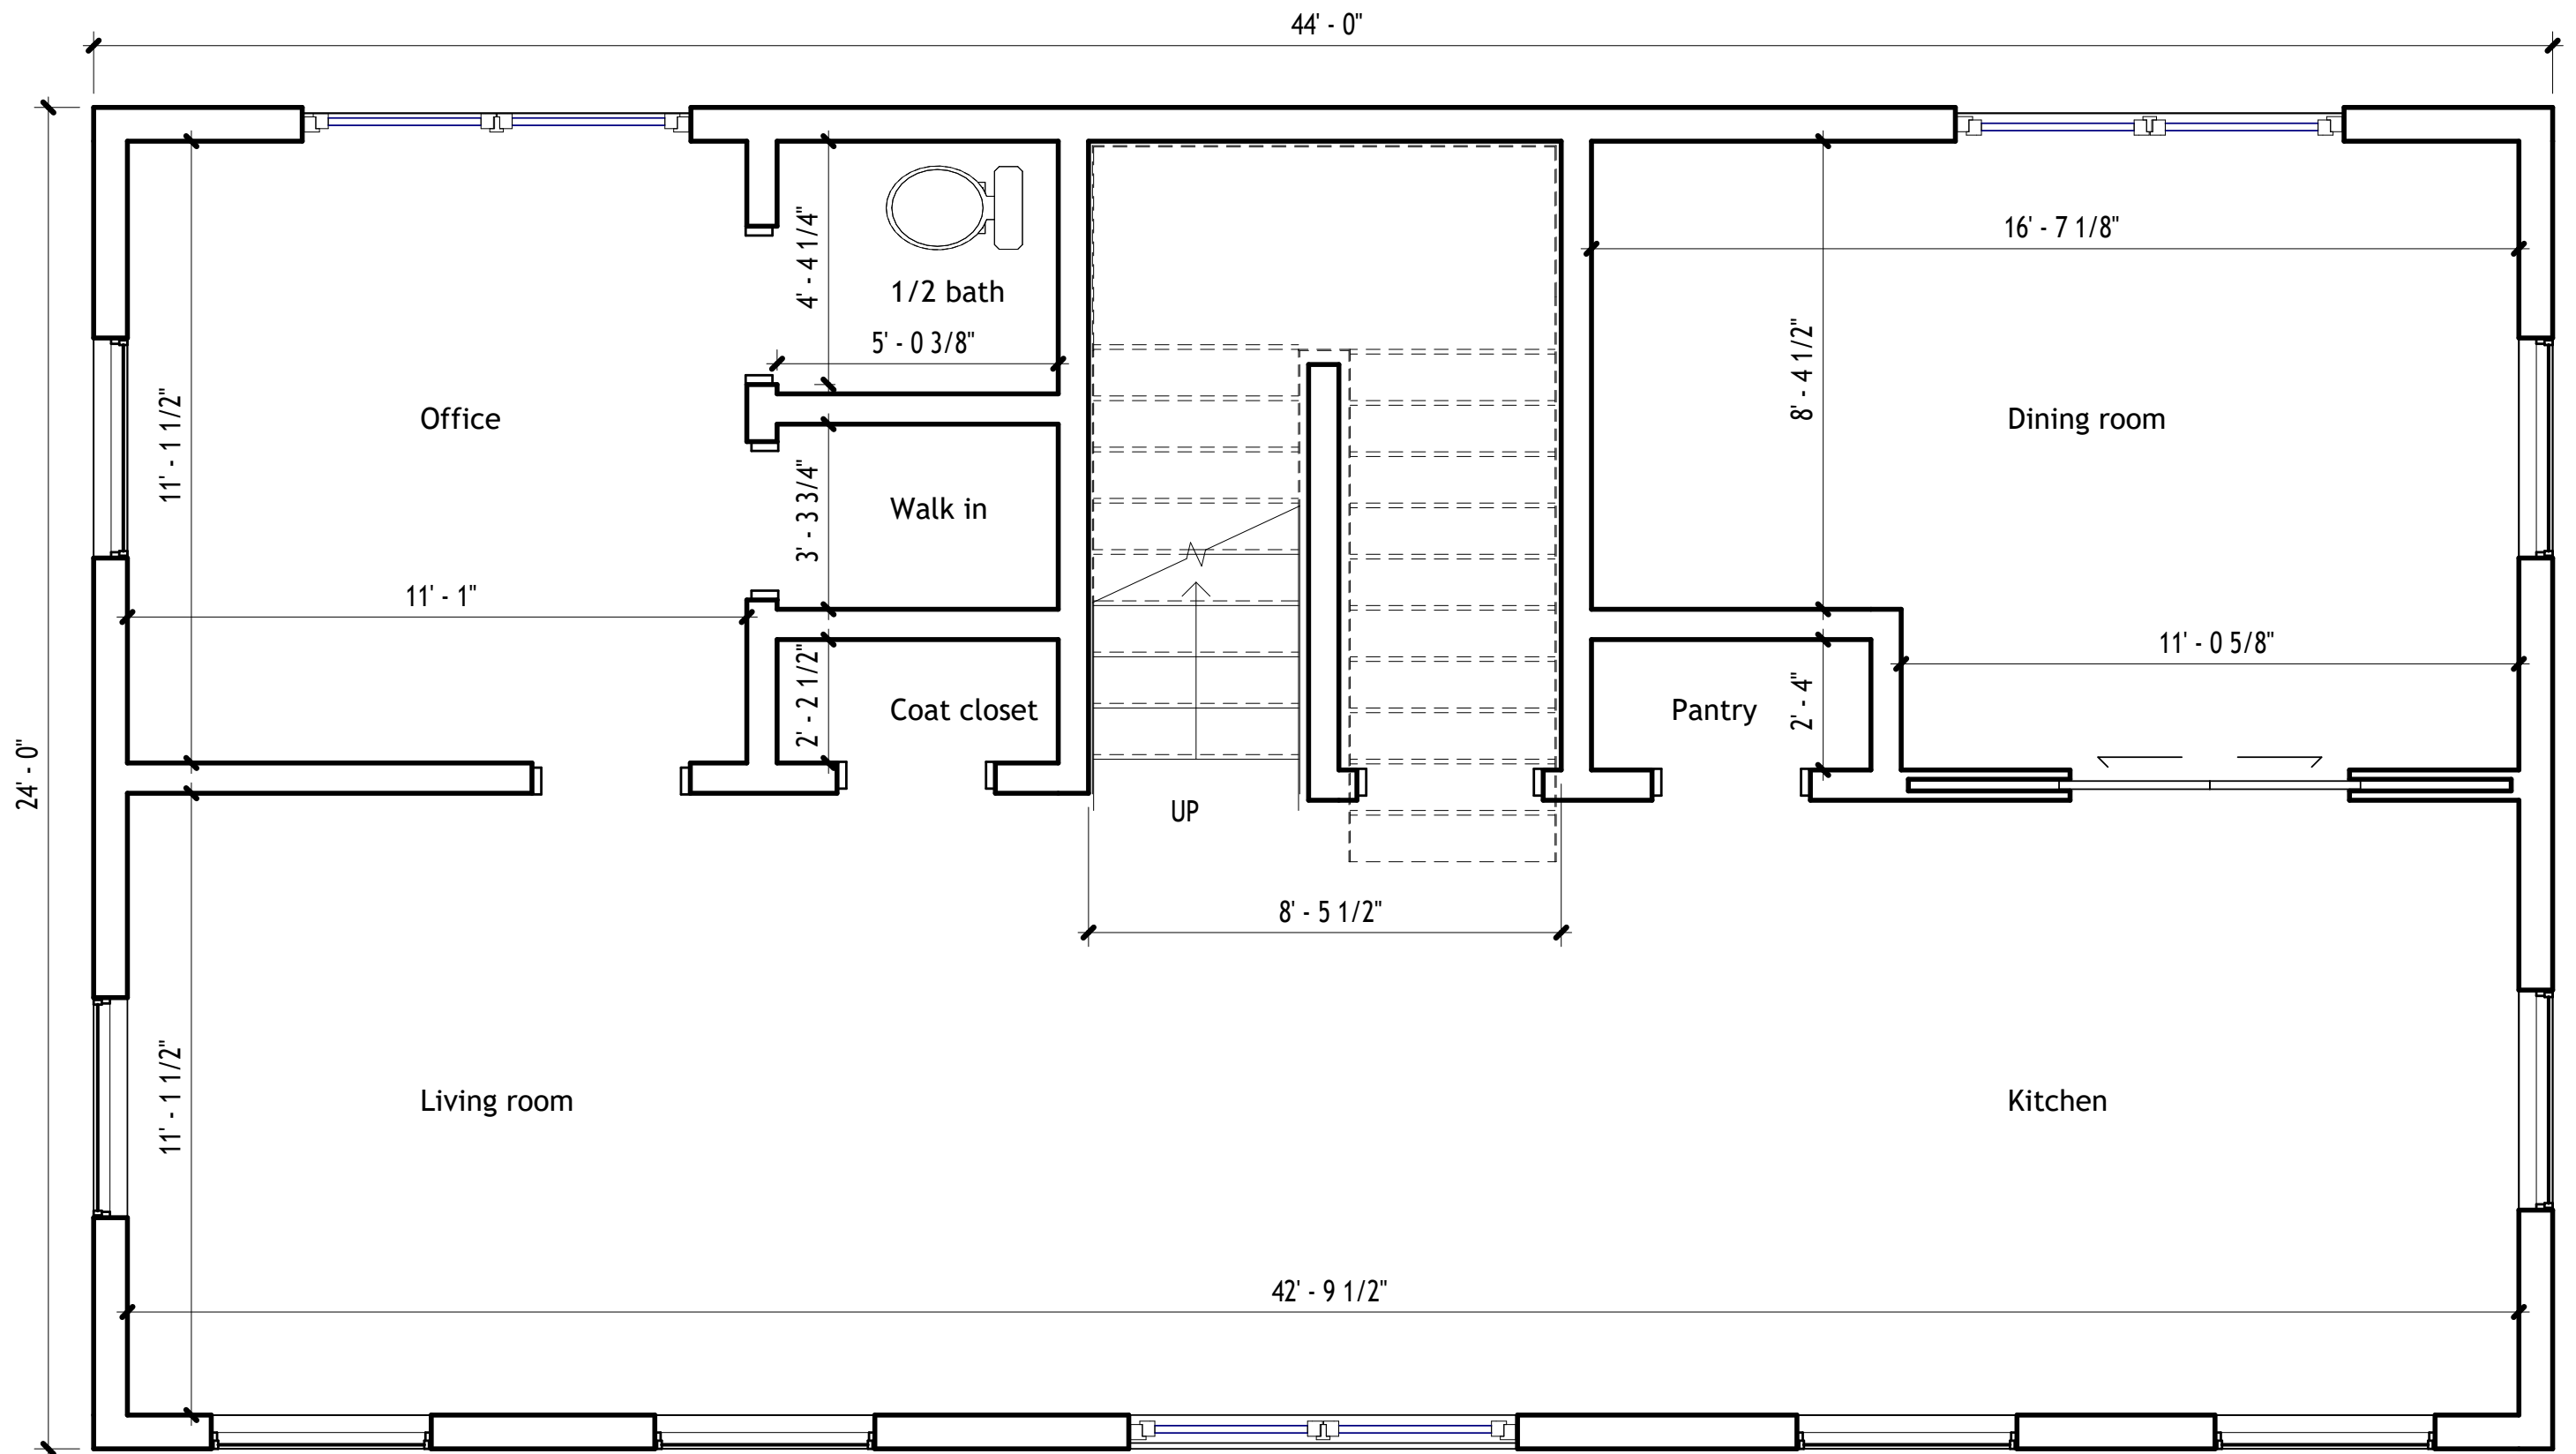 44' - 0"
16' - 7 1/8"
4' - 4 1/4"
1/2 bath
5' - 0 3/8"
8' - 4 1/2"
Office
Dining room
11' - 1 1/2"
Walk in
3' - 3 3/4"
11' - 1"
11' - 0 5/8"
2' - 2 1/2"
Coat closet
Pantry
2' - 4"
24' - 0"
UP
8' - 5 1/2"
Living room
Kitchen
11' - 1 1/2"
42' - 9 1/2"